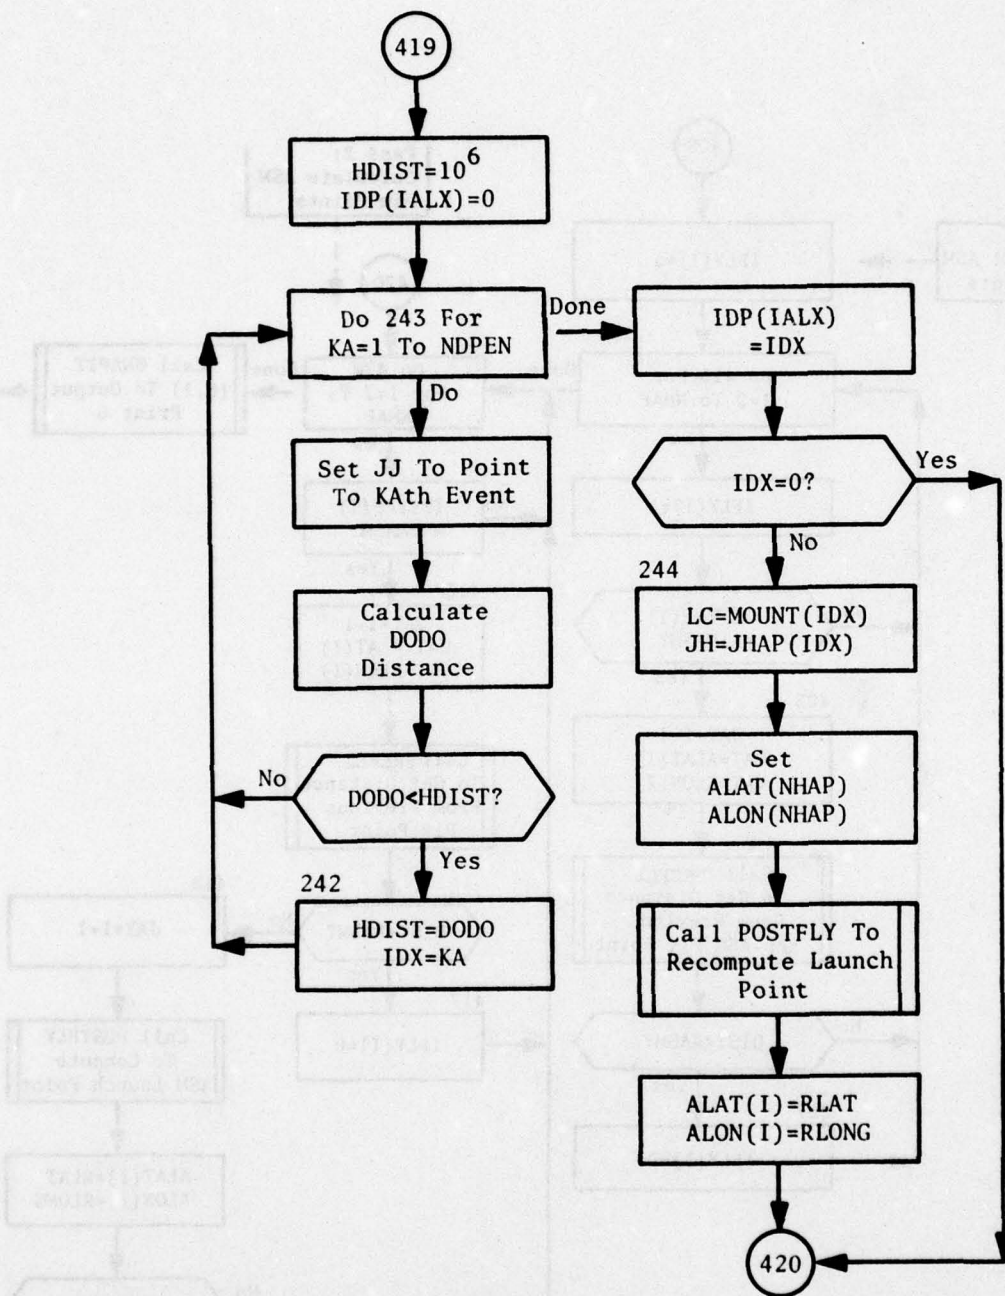 419
HDIST=10^6
IDP(IALX)=0
Do 243 For
KA=1 To NDPEN
Done
Do
Set JJ To Point
To KAth Event
Calculate
DODO
Distance
DODO<HDIST?
No
Yes
242
HDIST=DODO
IDX=KA
IDP(IALX)
=IDX
IDX=0?
Yes
No
244
LC=MOUNT(IDX)
JH=JHAP(IDX)
Set
ALAT(NHAP)
ALON(NHAP)
Call POSTFLY To
Recompute Launch
Point
ALAT(I)=RLAT
ALON(I)=RLONG
420